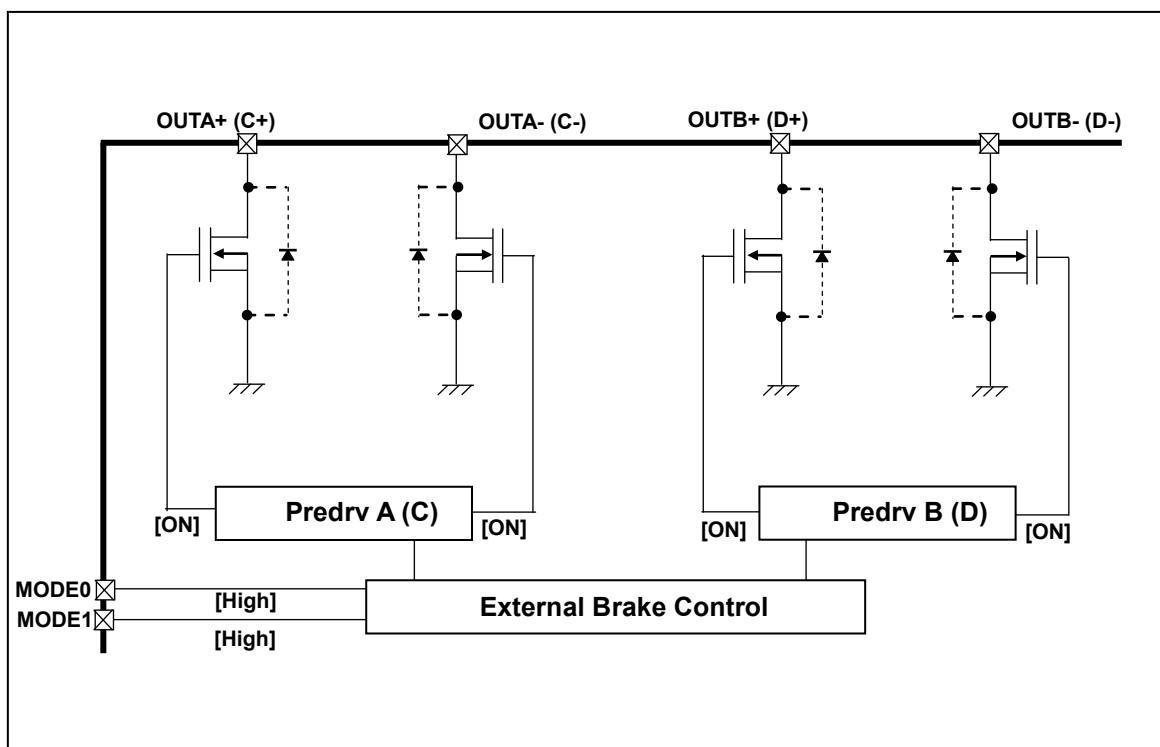 OUTA+ (C+)
OUTA- (C-)
OUTB+ (D+)
OUTB- (D-)
Predrv A (C)
[ON]
[ON]
Predrv B (D)
[ON]
[ON]
MODE0
[High]
MODE1
[High]
External Brake Control